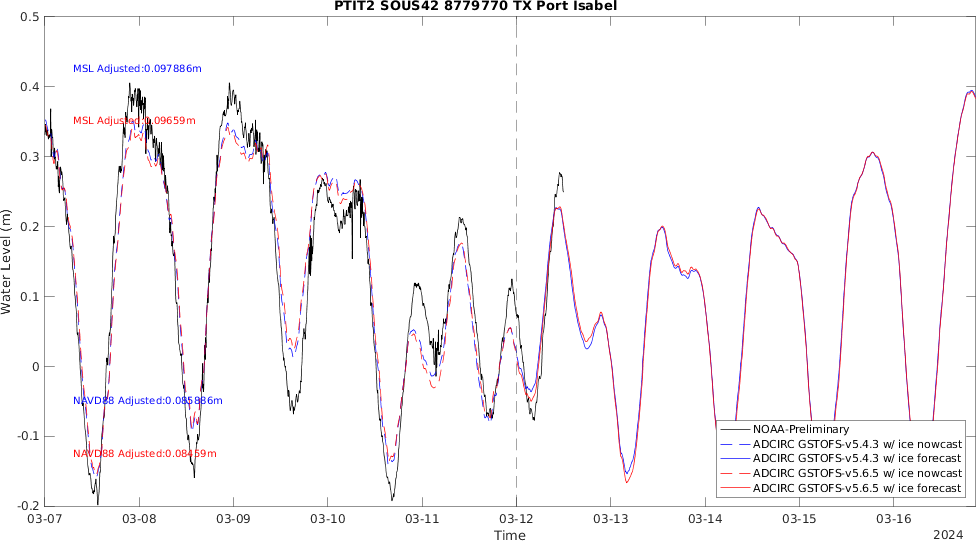 PTIT2 SOUS42 8779770 TX Port Isabel
Water Level (m)
0.5
0.4
0.3
0.2
0.1
0
-0.1
-0.2
MSL Adjusted:0.097886m
MSL Adjusted:0.09659m
NAVD88 Adjusted:0.085886m
NAVD88 Adjusted:0.08459m
NOAA-Preliminary
ADCIRC GSTOFS-v5.4.3 w/ ice nowcast
ADCIRC GSTOFS-v5.4.3 w/ ice forecast
ADCIRC GSTOFS-v5.6.5 w/ ice nowcast
ADCIRC GSTOFS-v5.6.5 w/ ice forecast
03-07 03-08 03-09 03-10 03-11 03-12 03-13 03-14 03-15 03-16
Time
2024